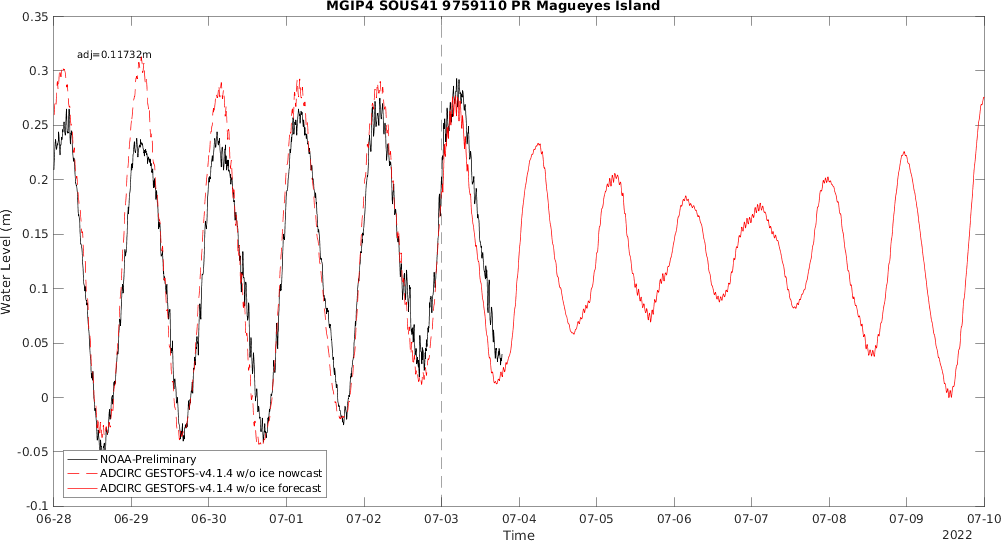 MGIP4 SOUS41 9759110 PR Magueyes Island
adj=0.11732m
0.35
0.3
0.25
0.2
0.15
0.1
0.05
0
-0.05
-0.1
Water Level (m)
NOAA-Preliminary
ADCIRC GESTOFS-v4.1.4 w/o ice nowcast
ADCIRC GESTOFS-v4.1.4 w/o ice forecast
06-28 06-29 06-30 07-01 07-02 07-03 07-04 07-05 07-06 07-07 07-08 07-09 07-10
Time
2022